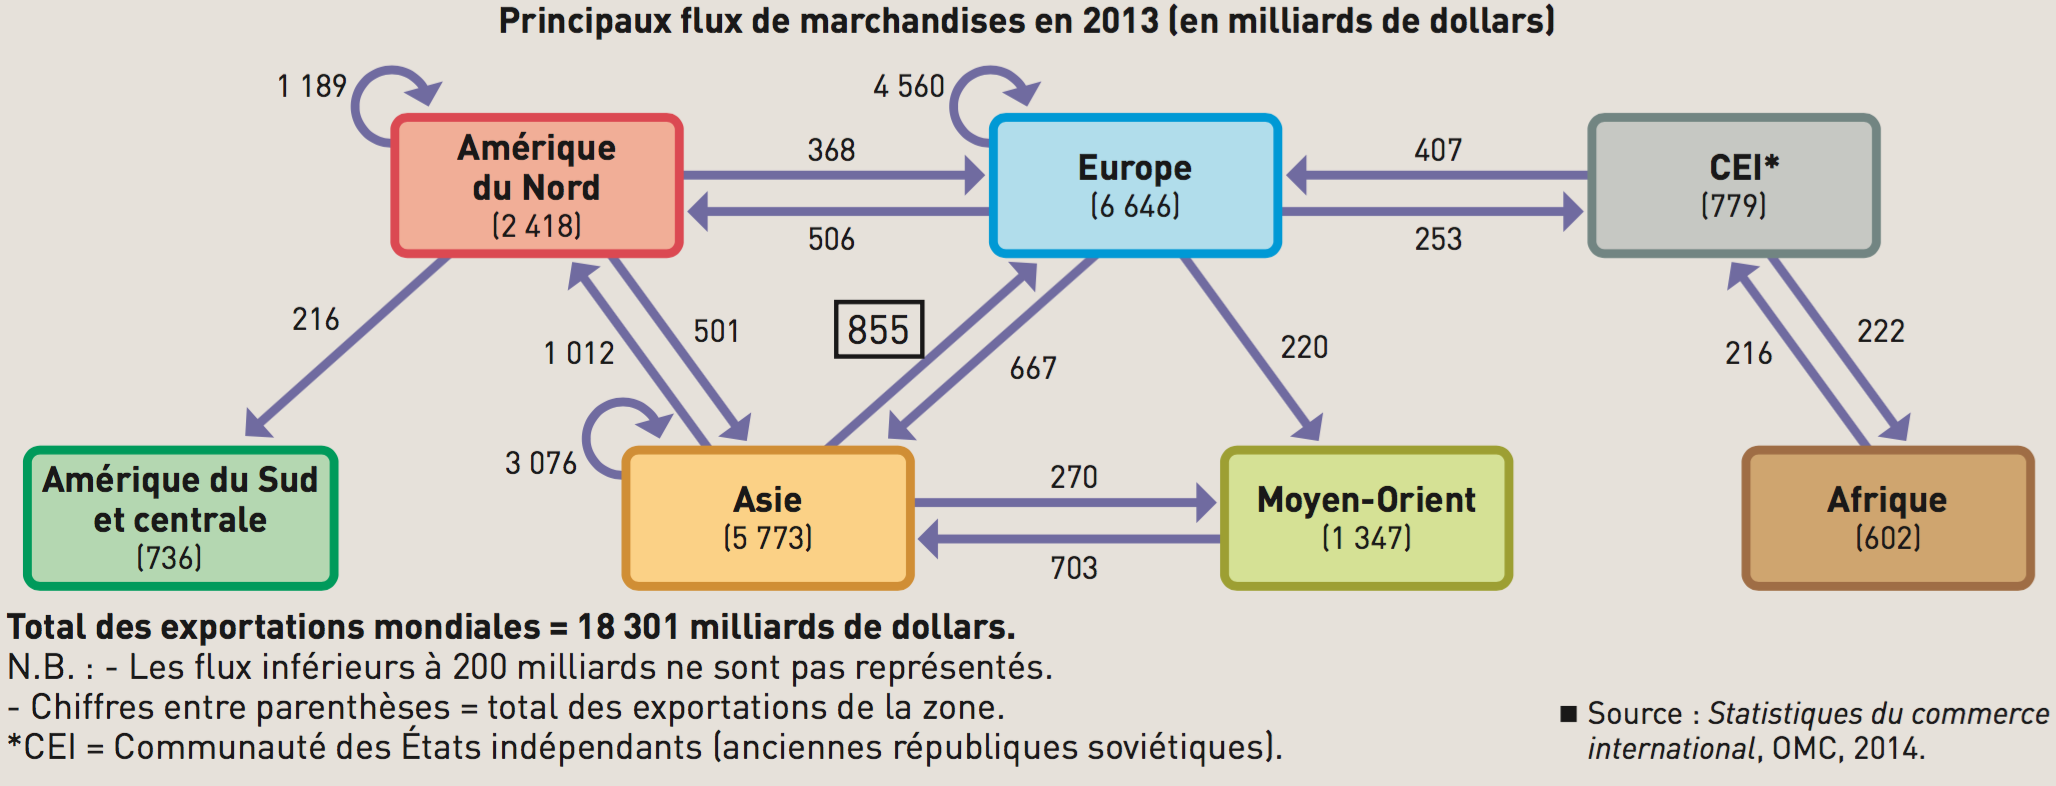 Principaux flux de marchandises en 2013 (en milliards de dollars)
1 189
4 560
Amérique
du Nord
(2 418)
368
506
Europe
(6 646)
407
253
CEI*
(779)
216
1 012
501
855
667
220
216
222
3 076
Amérique du Sud
et centrale
(736)
Asie
(5 773)
270
703
Moyen-Orient
(1 347)
Afrique
(602)
Total des exportations mondiales = 18 301 milliards de dollars.
N.B. : - Les flux inférieurs à 200 milliards ne sont pas représentés.
- Chiffres entre parenthèses = total des exportations de la zone.
*CEI = Communauté des États indépendants (anciennes républiques soviétiques).
■ Source : Statistiques du commerce
international, OMC, 2014.